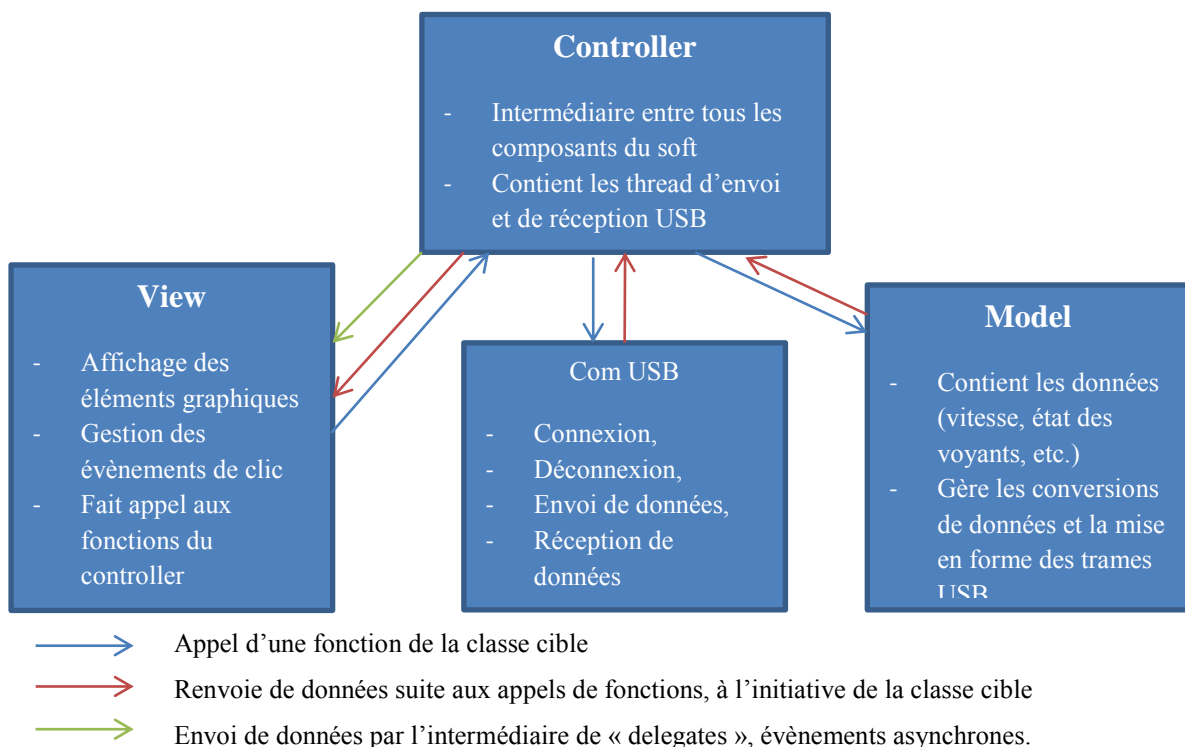 Controller
- Intermédiaire entre tous les
composants du soft
- Contient les thread d’envoi
et de réception USB
View
- Affichage des
éléments graphiques
- Gestion des
évènements de clic
- Fait appel aux
fonctions du
controller
Com USB
- Connexion,
- Déconnexion,
- Envoi de données,
- Réception de
données
Model
- Contient les données
(vitesse, état des
voyants, etc.)
- Gère les conversions
de données et la mise
en forme des trames
USB
Appel d’une fonction de la classe cible
Renvoie de données suite aux appels de fonctions, à l’initiative de la classe cible
Envoi de données par l’intermédiaire de « delegates », évènements asynchrones.